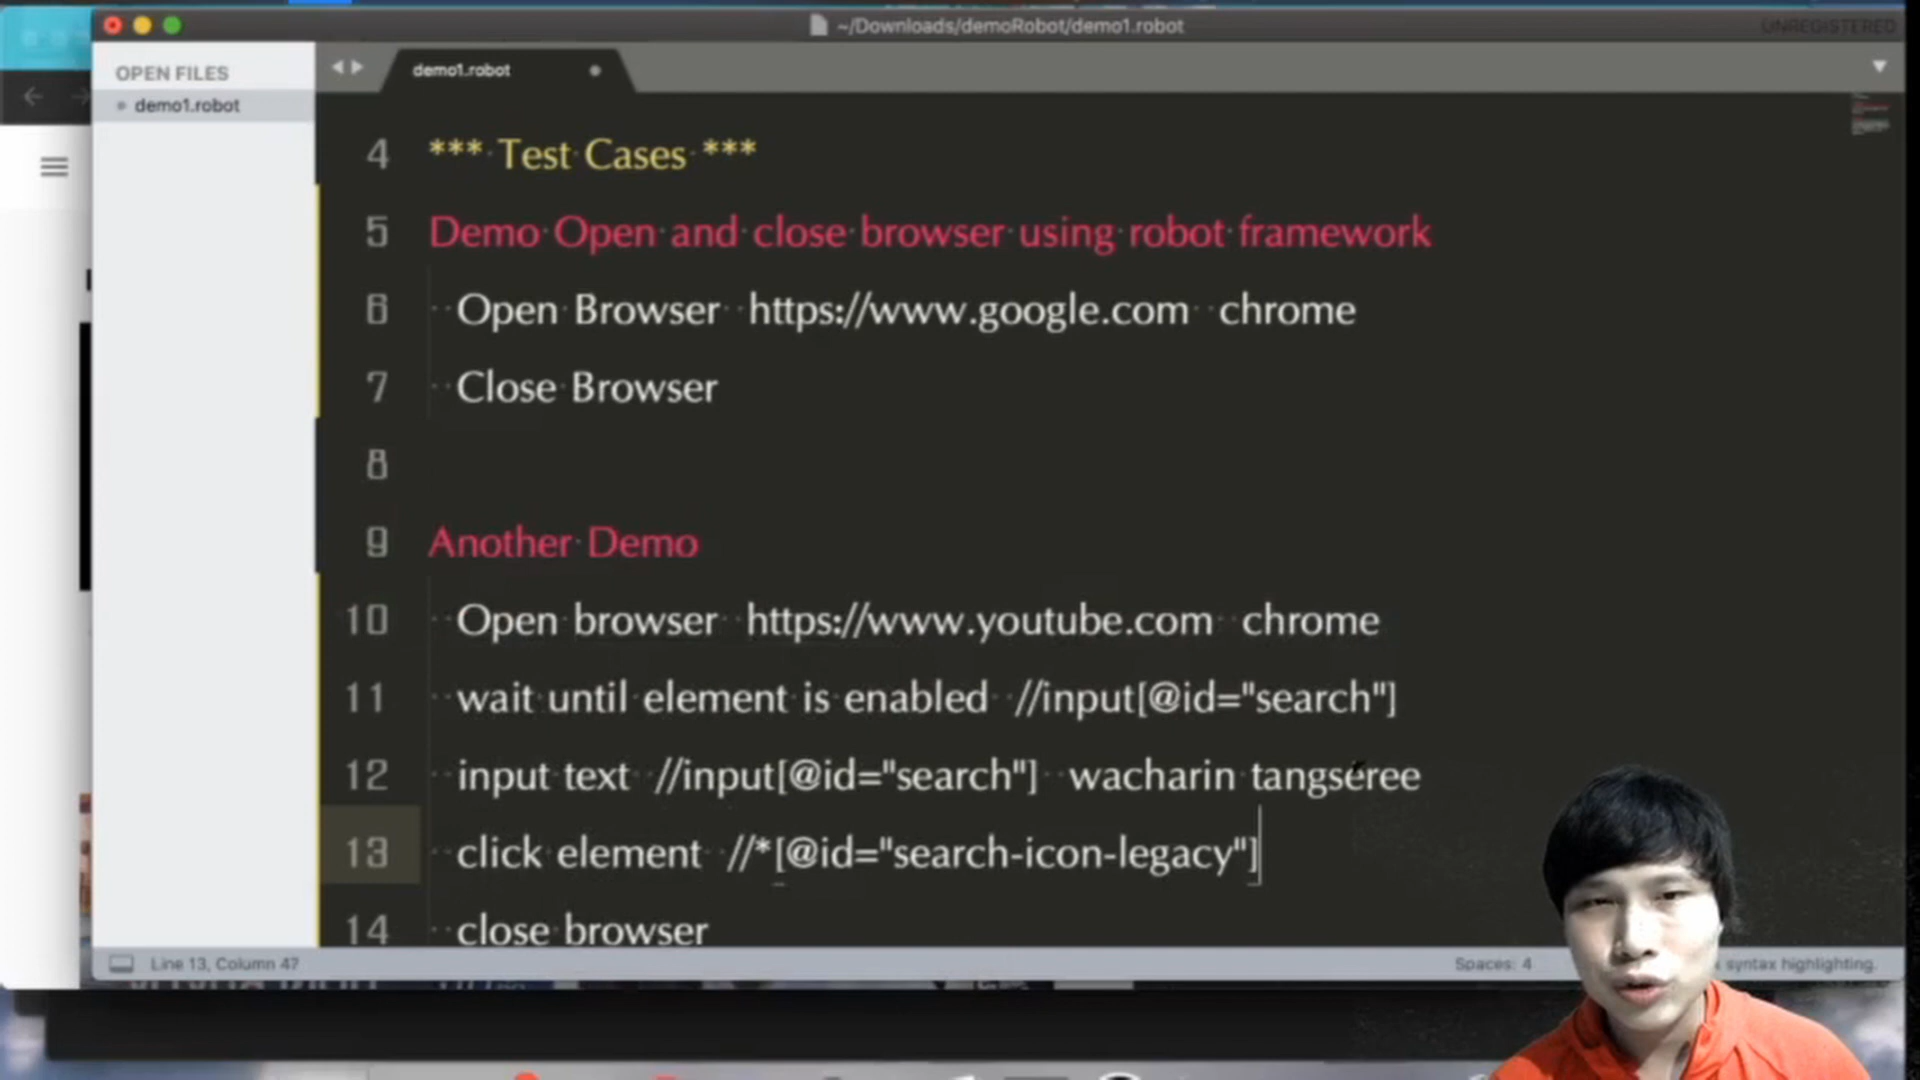 ~/Downloads/demoRobot/demo1.robot
UNREGISTERED
OPEN FILES
demo1.robot
demo1.robot
4 *** Test Cases ***
5 Demo Open and close browser using robot framework
6 Open Browser https://www.google.com chrome
7 Close Browser
8
9 Another Demo
10 Open browser https://www.youtube.com chrome
11 wait until element is enabled //input[@id="search"]
12 input text //input[@id="search"] wacharin tangseree
13 click element //*[@id="search-icon-legacy"]
14 close browser
Line 13, Column 47
Spaces: 4
syntax highlighting.